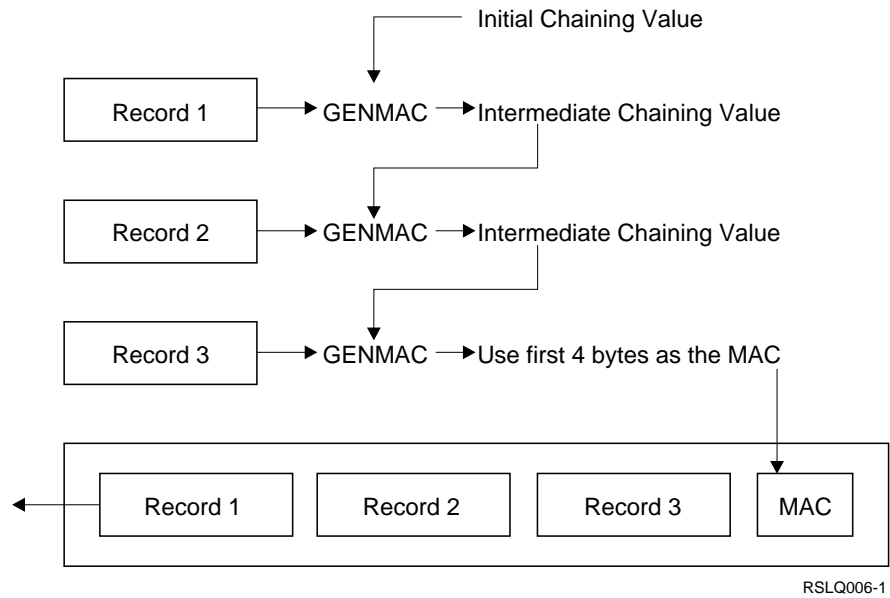 Initial Chaining Value
Record 1 GENMAC Intermediate Chaining Value
Record 2 GENMAC Intermediate Chaining Value
Record 3 GENMAC Use first 4 bytes as the MAC
Record 1 Record 2 Record 3 MAC
RSLQ006-1